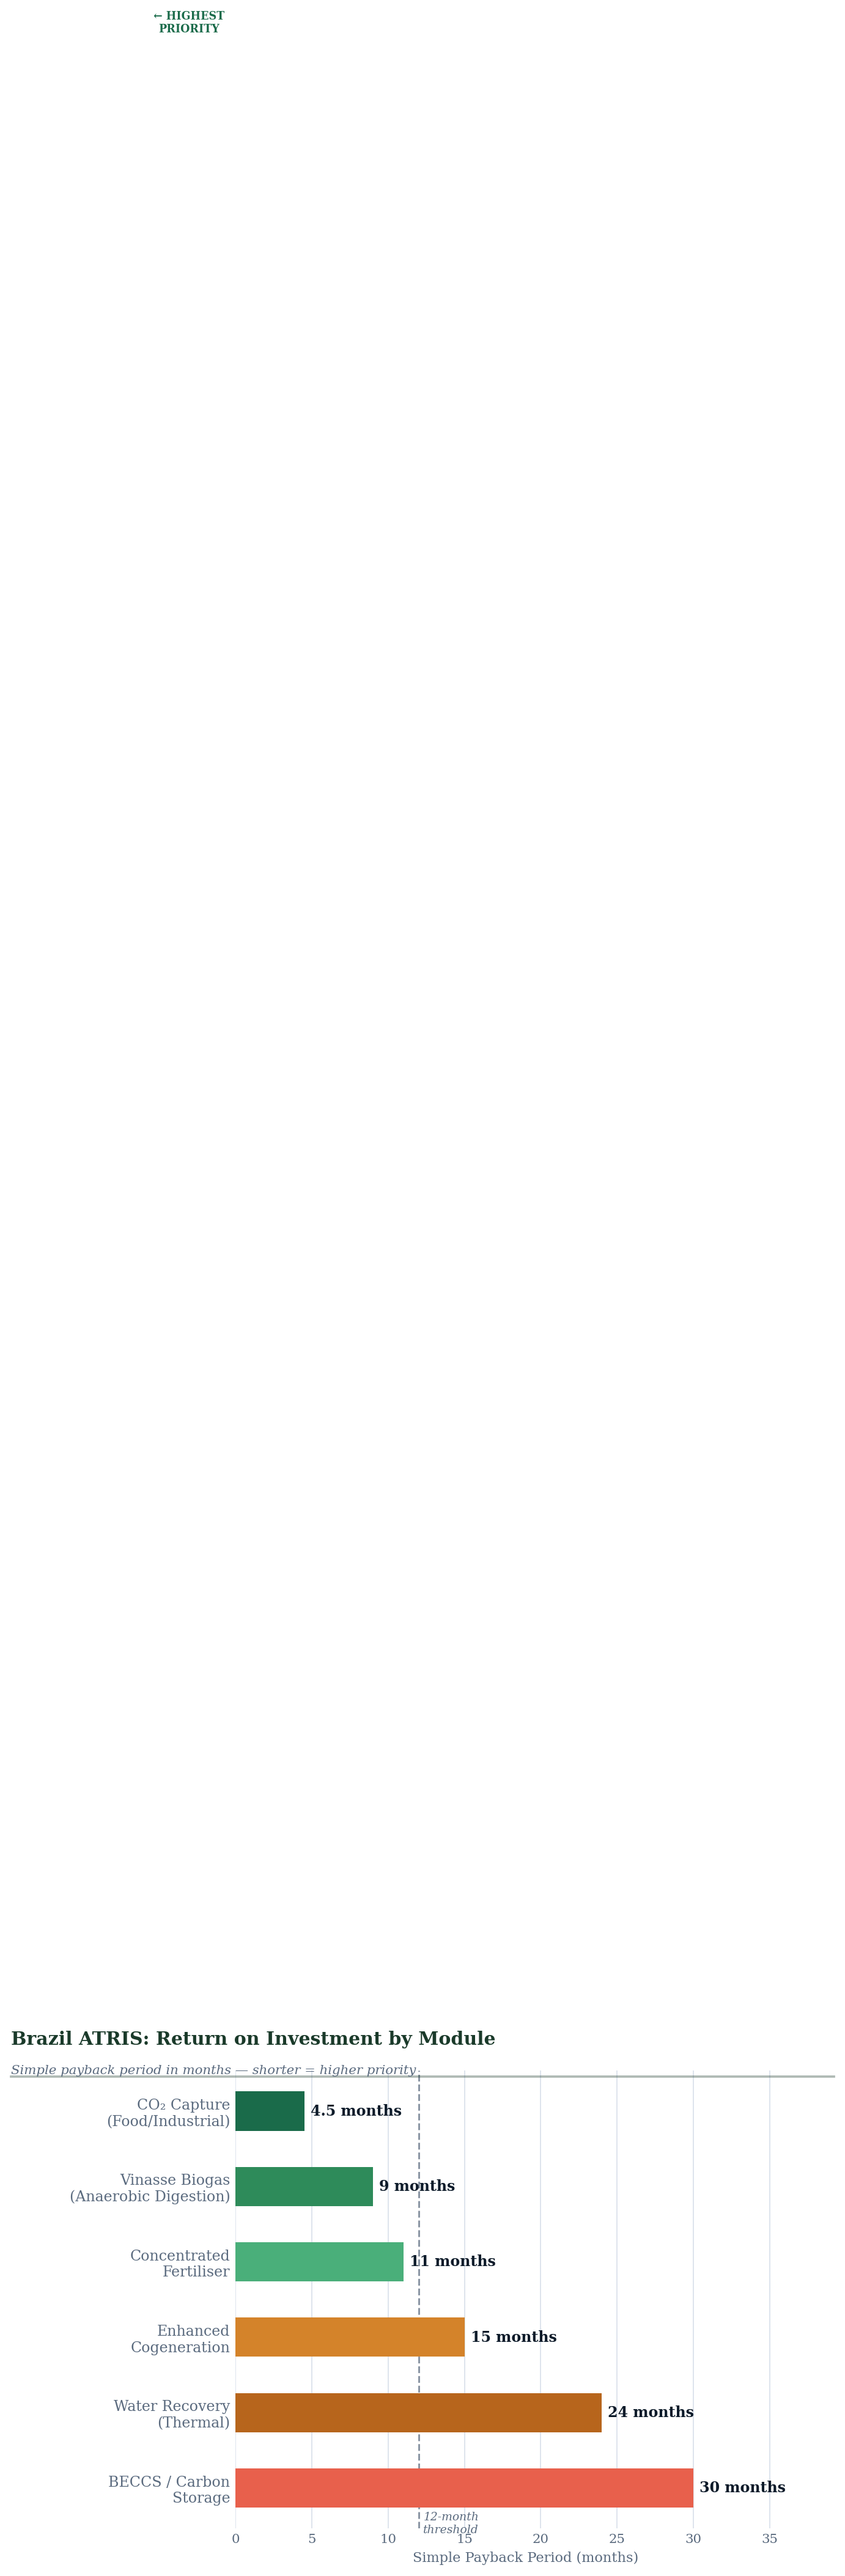 ← HIGHEST
PRIORITY
Brazil ATRIS: Return on Investment by Module
Simple payback period in months — shorter = higher priority
CO₂ Capture
(Food/Industrial)
4.5 months
Vinasse Biogas
(Anaerobic Digestion)
9 months
Concentrated
Fertiliser
11 months
Enhanced
Cogeneration
15 months
Water Recovery
(Thermal)
24 months
BECCS / Carbon
Storage
30 months
12-month
threshold
0 5 10 15 20 25 30 35
Simple Payback Period (months)